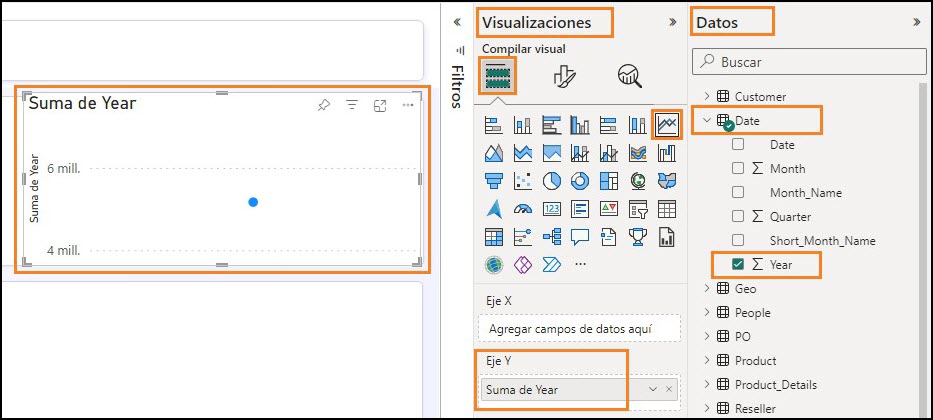 Suma de Year
Suma de Year
6 mill.
4 mill.
Filtros
Visualizaciones
Compilar visual
123
Eje X
Agregar campos de datos aquí
Eje Y
Suma de Year
Datos
Buscar
Customer
Date
Date
Σ Month
Month_Name
Σ Quarter
Short_Month_Name
Σ Year
Geo
People
PO
Product
Product_Details
Reseller